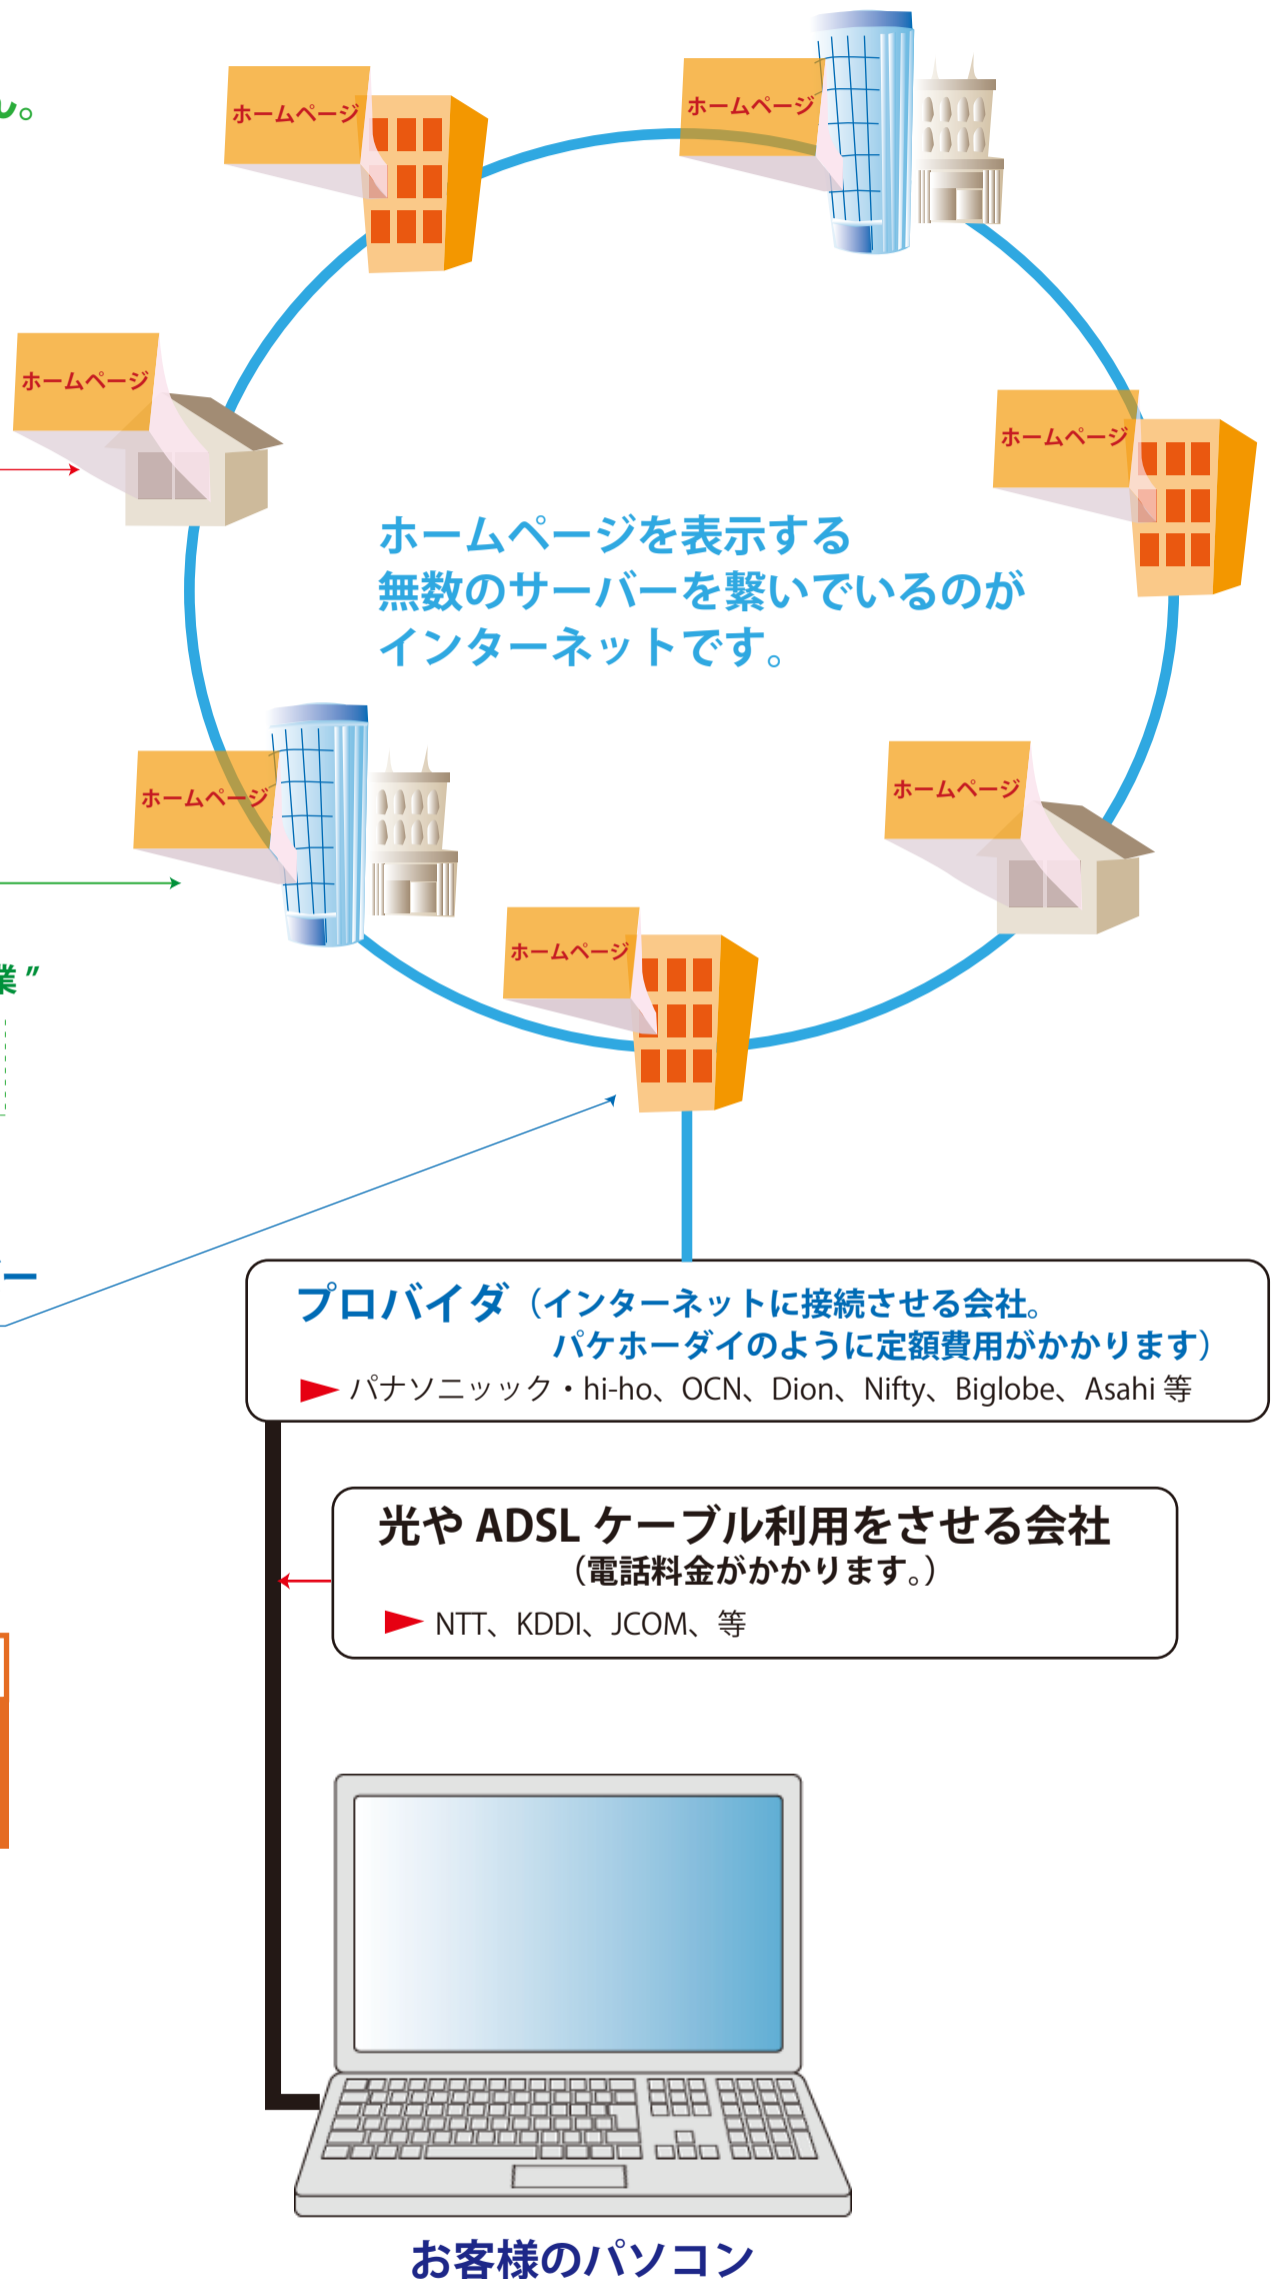 ん。
ホームページ
ホームページ
ホームページ
ホームページ
ホームページを表示する
無数のサーバーを繋いでいるのが
インターネットです。
ホームページ
ホームページ
ホームページ
業 ”
ー
プロバイダ（インターネットに接続させる会社。
パケホーダイのように定額費用がかかります）
パナソニッック・hi-ho、OCN、Dion、Nifty、Biglobe、Asahi 等
光や ADSL ケーブル利用をさせる会社
（電話料金がかかります。）
NTT、KDDI、JCOM、等
お客様のパソコン